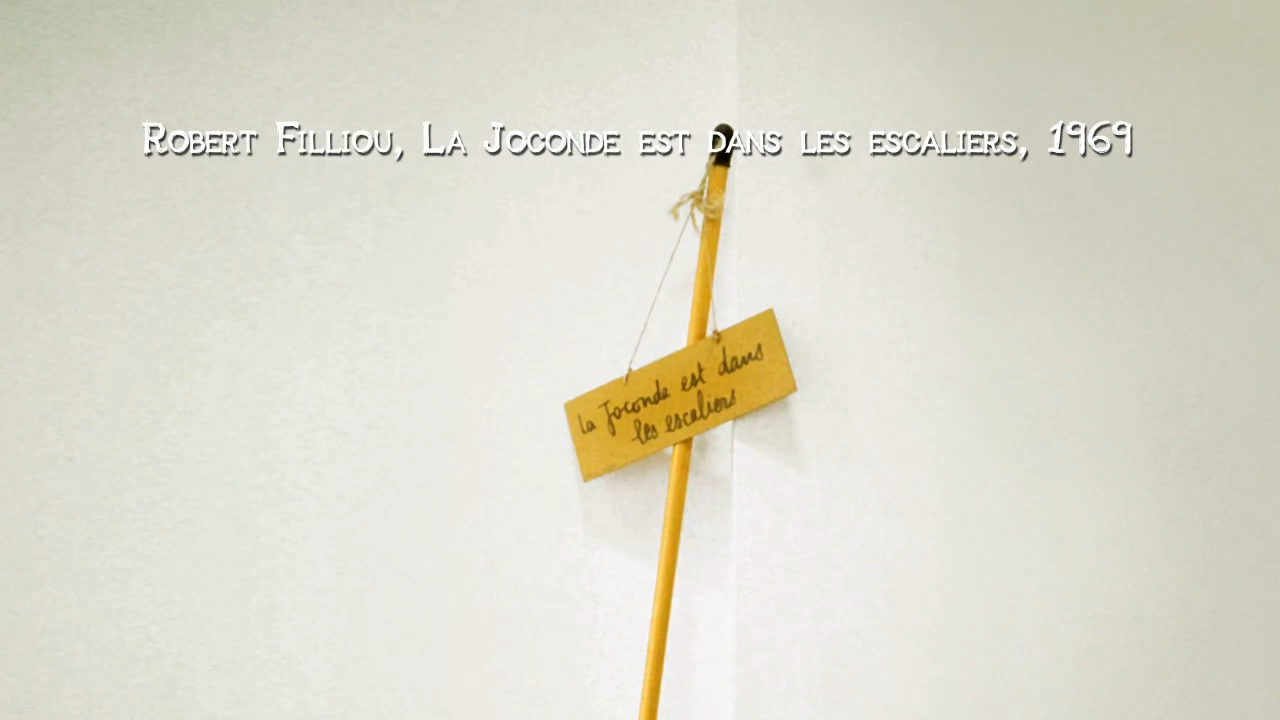 Robert Filliou, La Joconde est dans les escaliers, 1969
la Joconde est dans
les escaliers